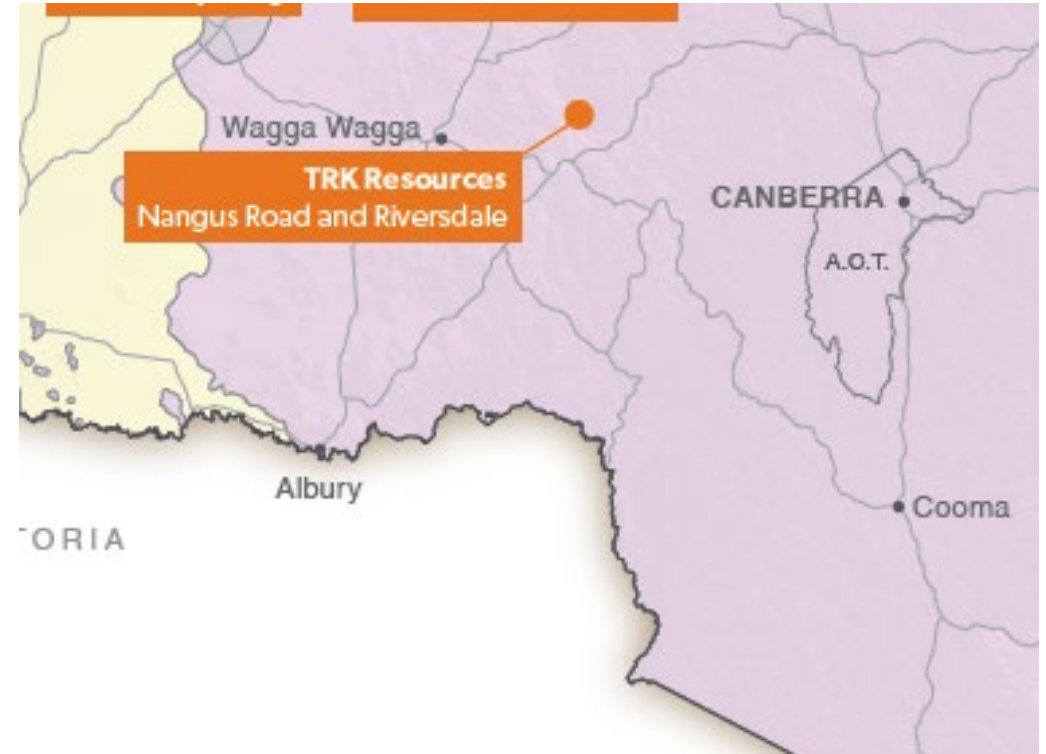 Wagga Wagga
TRK Resources
Nangus Road and Riversdale
CANBERRA
A.O.T.
Albury
Cooma
TORIA